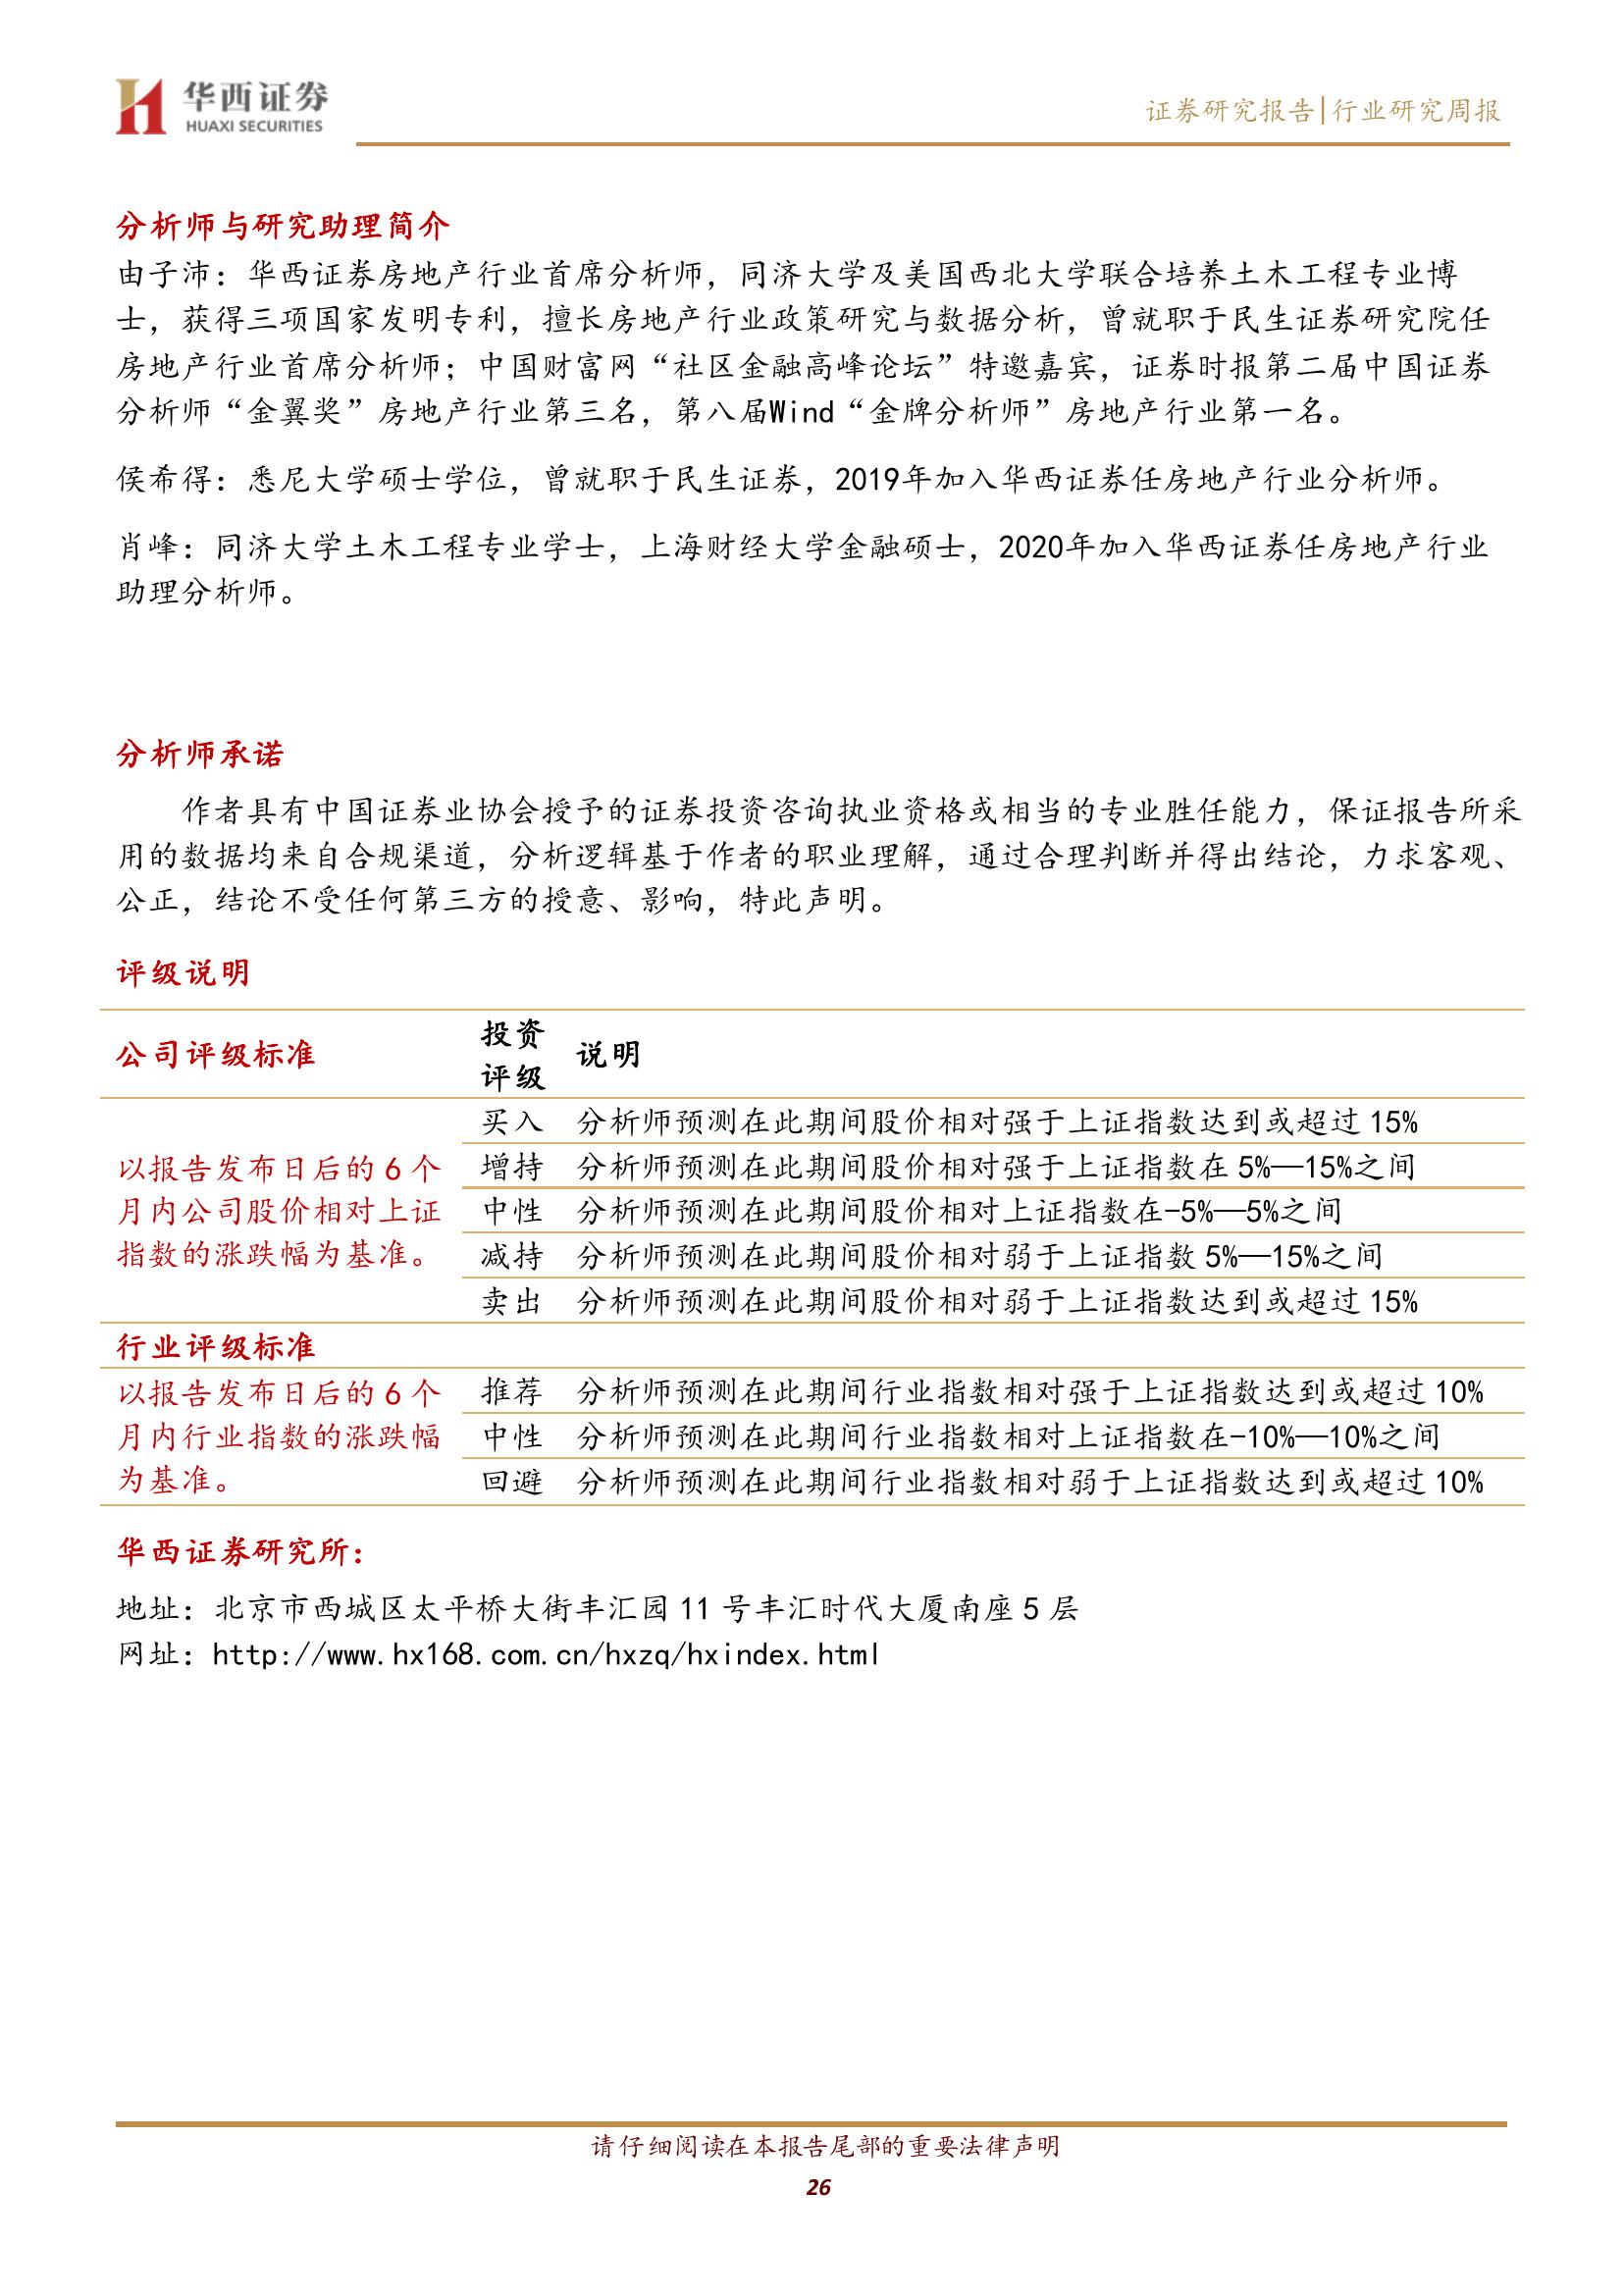 华西证券
HUAXI SECURITIES
证券研究报告|行业研究周报
分析师与研究助理简介
由子沛：华西证券房地产行业首席分析师，同济大学及美国西北大学联合培养土木工程专业博
士，获得三项国家发明专利，擅长房地产行业政策研究与数据分析，曾就职于民生证券研究院任
房地产行业首席分析师；中国财富网“社区金融高峰论坛”特邀嘉宾，证券时报第二届中国证券
分析师“金翼奖”房地产行业第三名，第八届Wind“金牌分析师”房地产行业第一名。
侯希得：悉尼大学硕士学位，曾就职于民生证券，2019年加入华西证券任房地产行业分析师。
肖峰：同济大学土木工程专业学士，上海财经大学金融硕士，2020年加入华西证券任房地产行业
助理分析师。
分析师承诺
作者具有中国证券业协会授予的证券投资咨询执业资格或相当的专业胜任能力，保证报告所采
用的数据均来自合规渠道，分析逻辑基于作者的职业理解，通过合理判断并得出结论，力求客观、
公正，结论不受任何第三方的授意、影响，特此声明。
评级说明
公司评级标准 投资 说明
评级
买入 分析师预测在此期间股价相对强于上证指数达到或超过 15%
以报告发布日后的 6 个 增持 分析师预测在此期间股价相对强于上证指数在 5%—15%之间
月内公司股价相对上证 中性 分析师预测在此期间股价相对上证指数在-5%—5%之间
指数的涨跌幅为基准。 减持 分析师预测在此期间股价相对弱于上证指数 5%—15%之间
卖出 分析师预测在此期间股价相对弱于上证指数达到或超过 15%
行业评级标准
以报告发布日后的 6 个 推荐 分析师预测在此期间行业指数相对强于上证指数达到或超过 10%
月内行业指数的涨跌幅 中性 分析师预测在此期间行业指数相对上证指数在-10%—10%之间
为基准。 回避 分析师预测在此期间行业指数相对弱于上证指数达到或超过 10%
华西证券研究所：
地址：北京市西城区太平桥大街丰汇园 11 号丰汇时代大厦南座 5 层
网址：http://www.hx168.com.cn/hxzq/hxindex.html
请仔细阅读在本报告尾部的重要法律声明
26